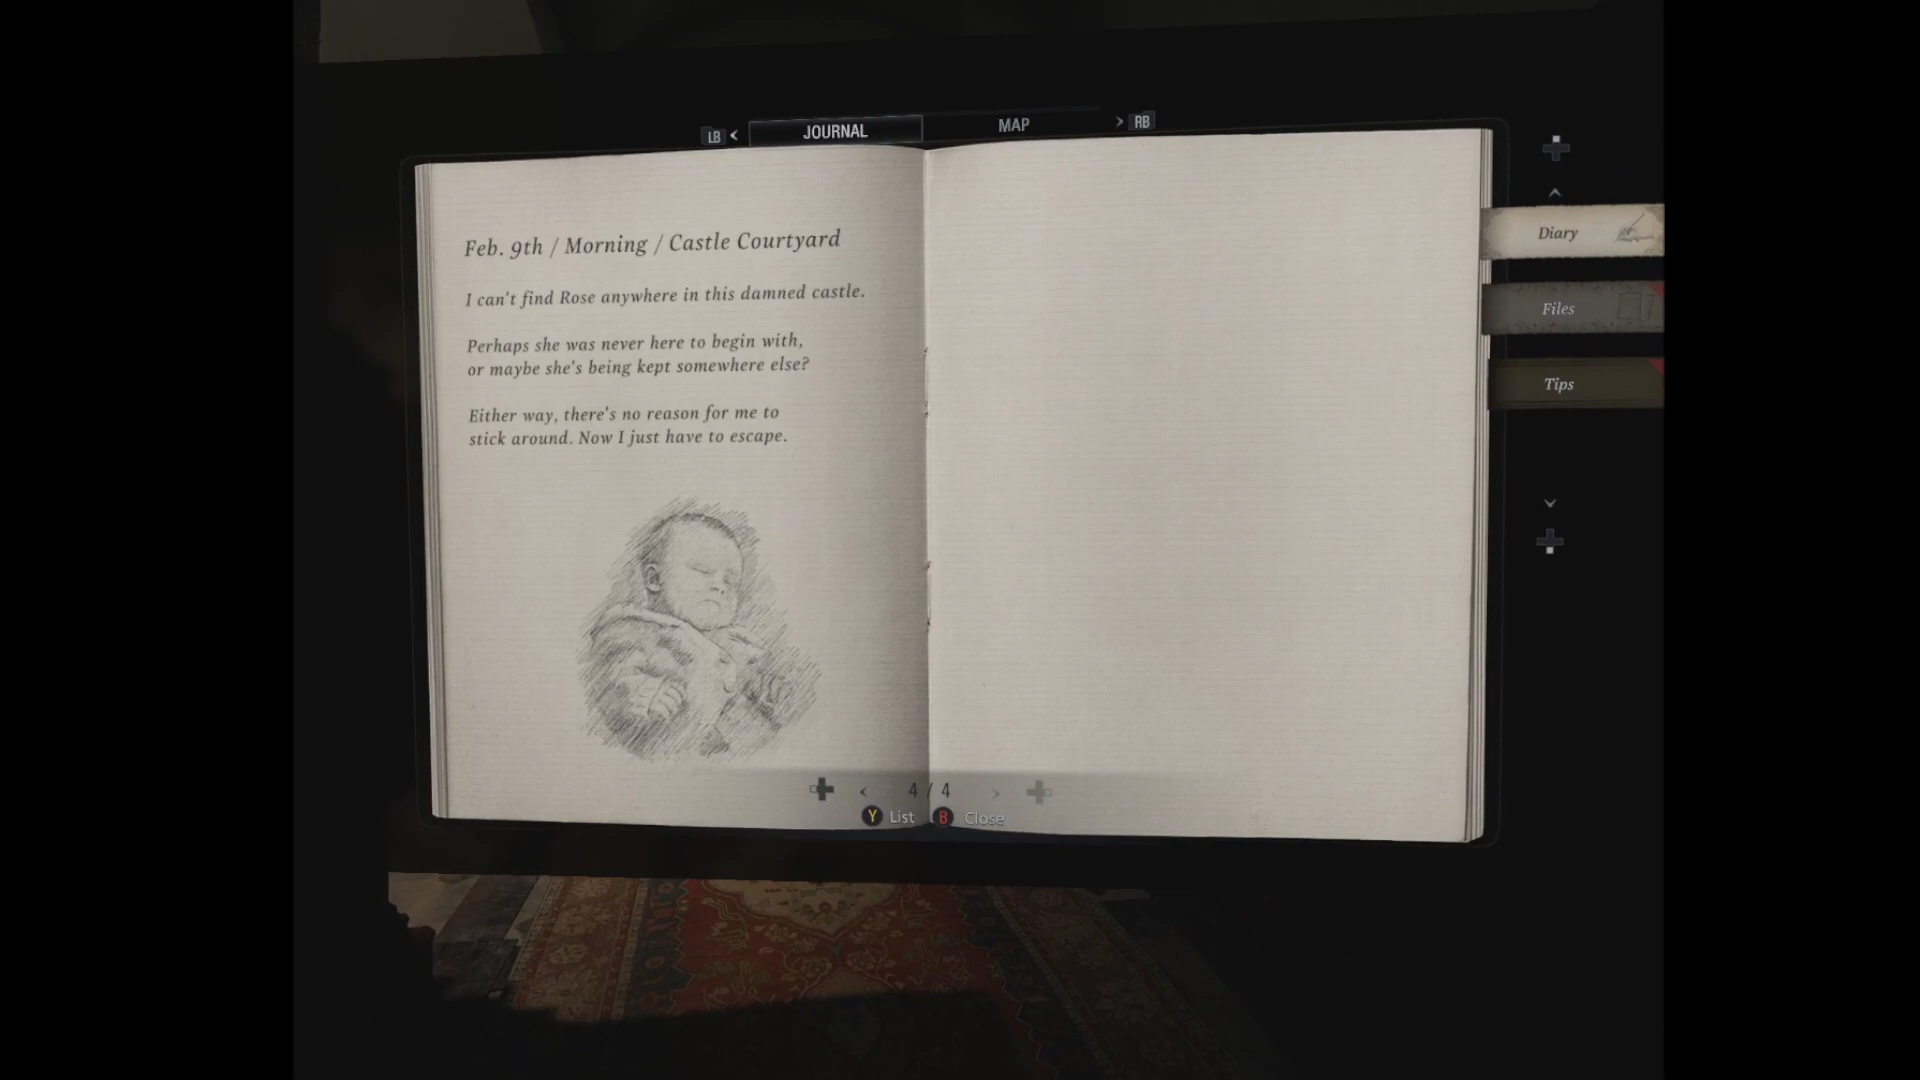 LB < JOURNAL MAP > RB
Feb. 9th / Morning / Castle Courtyard
I can't find Rose anywhere in this damned castle.
Perhaps she was never here to begin with,
or maybe she's being kept somewhere else?
Either way, there's no reason for me to
stick around. Now I just have to escape.
Diary
Files
Tips
< 4 / 4 >
Y List B Close